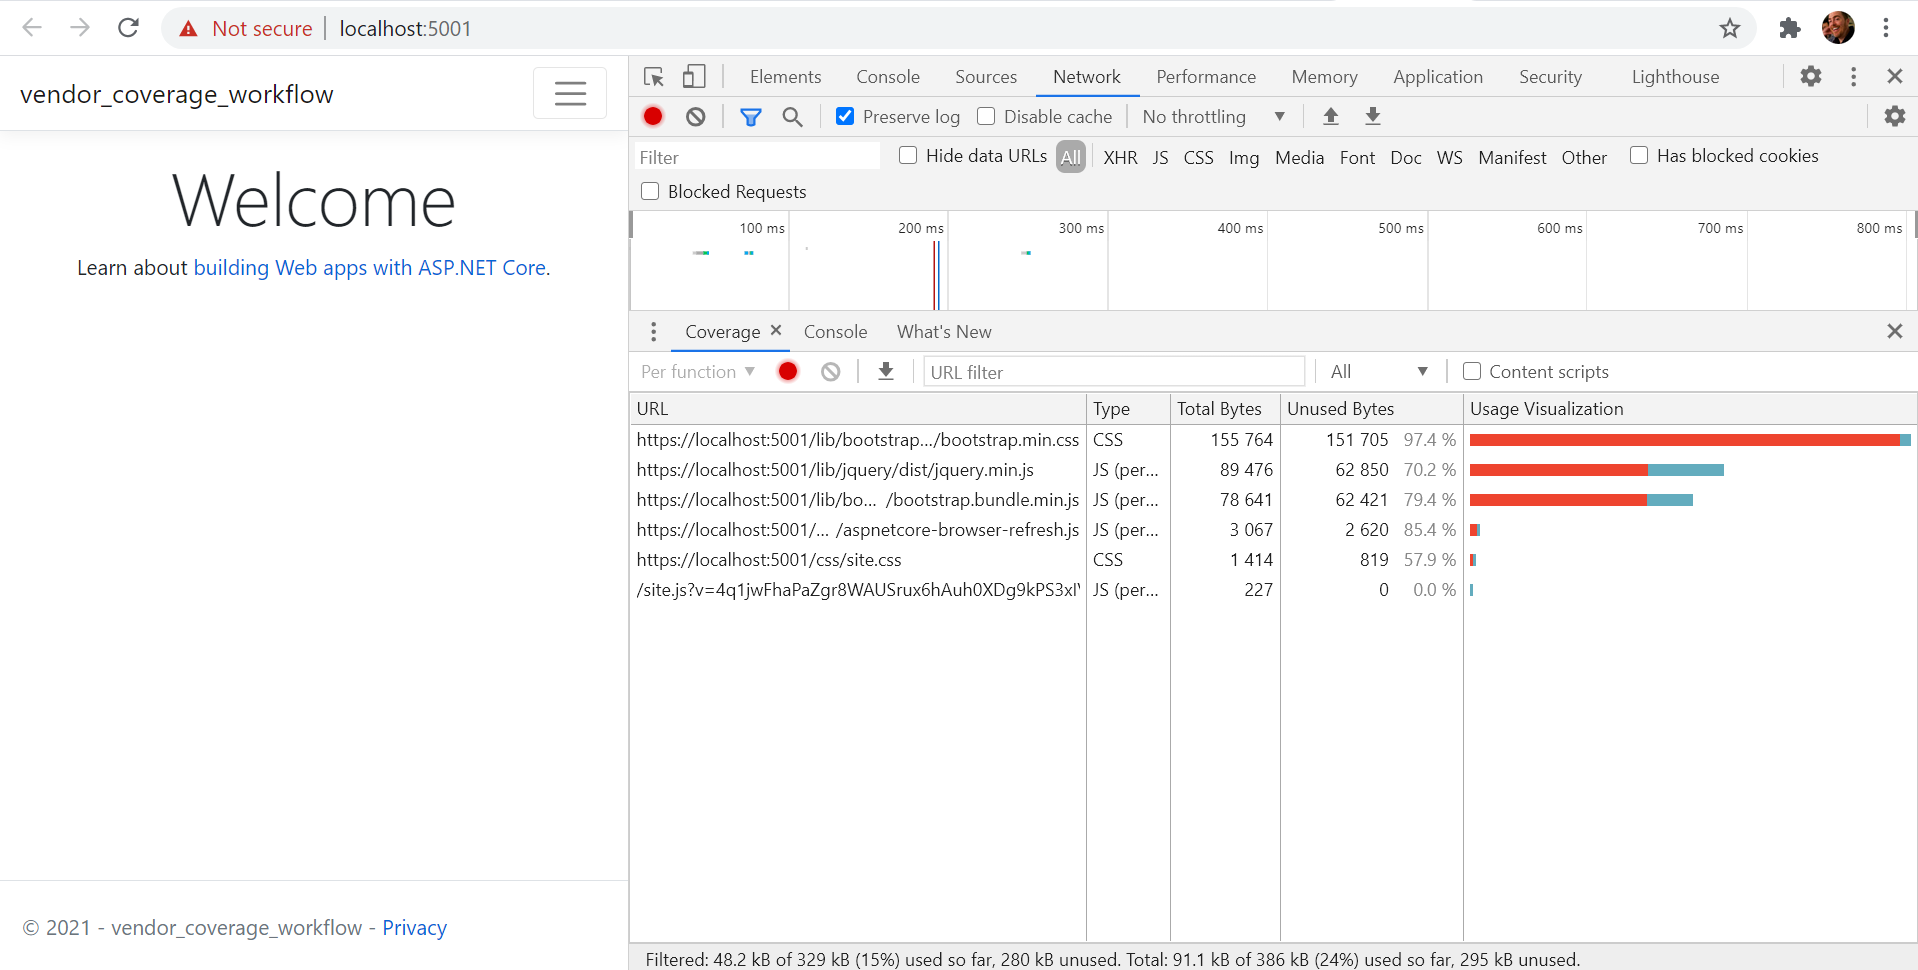 Not secure | localhost:5001
vendor_coverage_workflow
Welcome
Learn about building Web apps with ASP.NET Core.
© 2021 - vendor_coverage_workflow - Privacy
Elements Console Sources Network Performance Memory Application Security Lighthouse
Preserve log Disable cache No throttling
Filter Hide data URLs All XHR JS CSS Img Media Font Doc WS Manifest Other Has blocked cookies
Blocked Requests
100 ms 200 ms 300 ms 400 ms 500 ms 600 ms 700 ms 800 ms
Coverage Console What's New
Per function URL filter All Content scripts
URL Type Total Bytes Unused Bytes Usage Visualization
https://localhost:5001/lib/bootstrap…/bootstrap.min.css CSS 155 764 151 705 97.4 %
https://localhost:5001/lib/jquery/dist/jquery.min.js JS (per… 89 476 62 850 70.2 %
https://localhost:5001/lib/bo… /bootstrap.bundle.min.js JS (per… 78 641 62 421 79.4 %
https://localhost:5001/… /aspnetcore-browser-refresh.js JS (per… 3 067 2 620 85.4 %
https://localhost:5001/css/site.css CSS 1 414 819 57.9 %
/site.js?v=4q1jwFhaPaZgr8WAUSrux6hAuh0XDg9kPS3xI JS (per… 227 0 0.0 %
Filtered: 48.2 kB of 329 kB (15%) used so far, 280 kB unused. Total: 91.1 kB of 386 kB (24%) used so far, 295 kB unused.